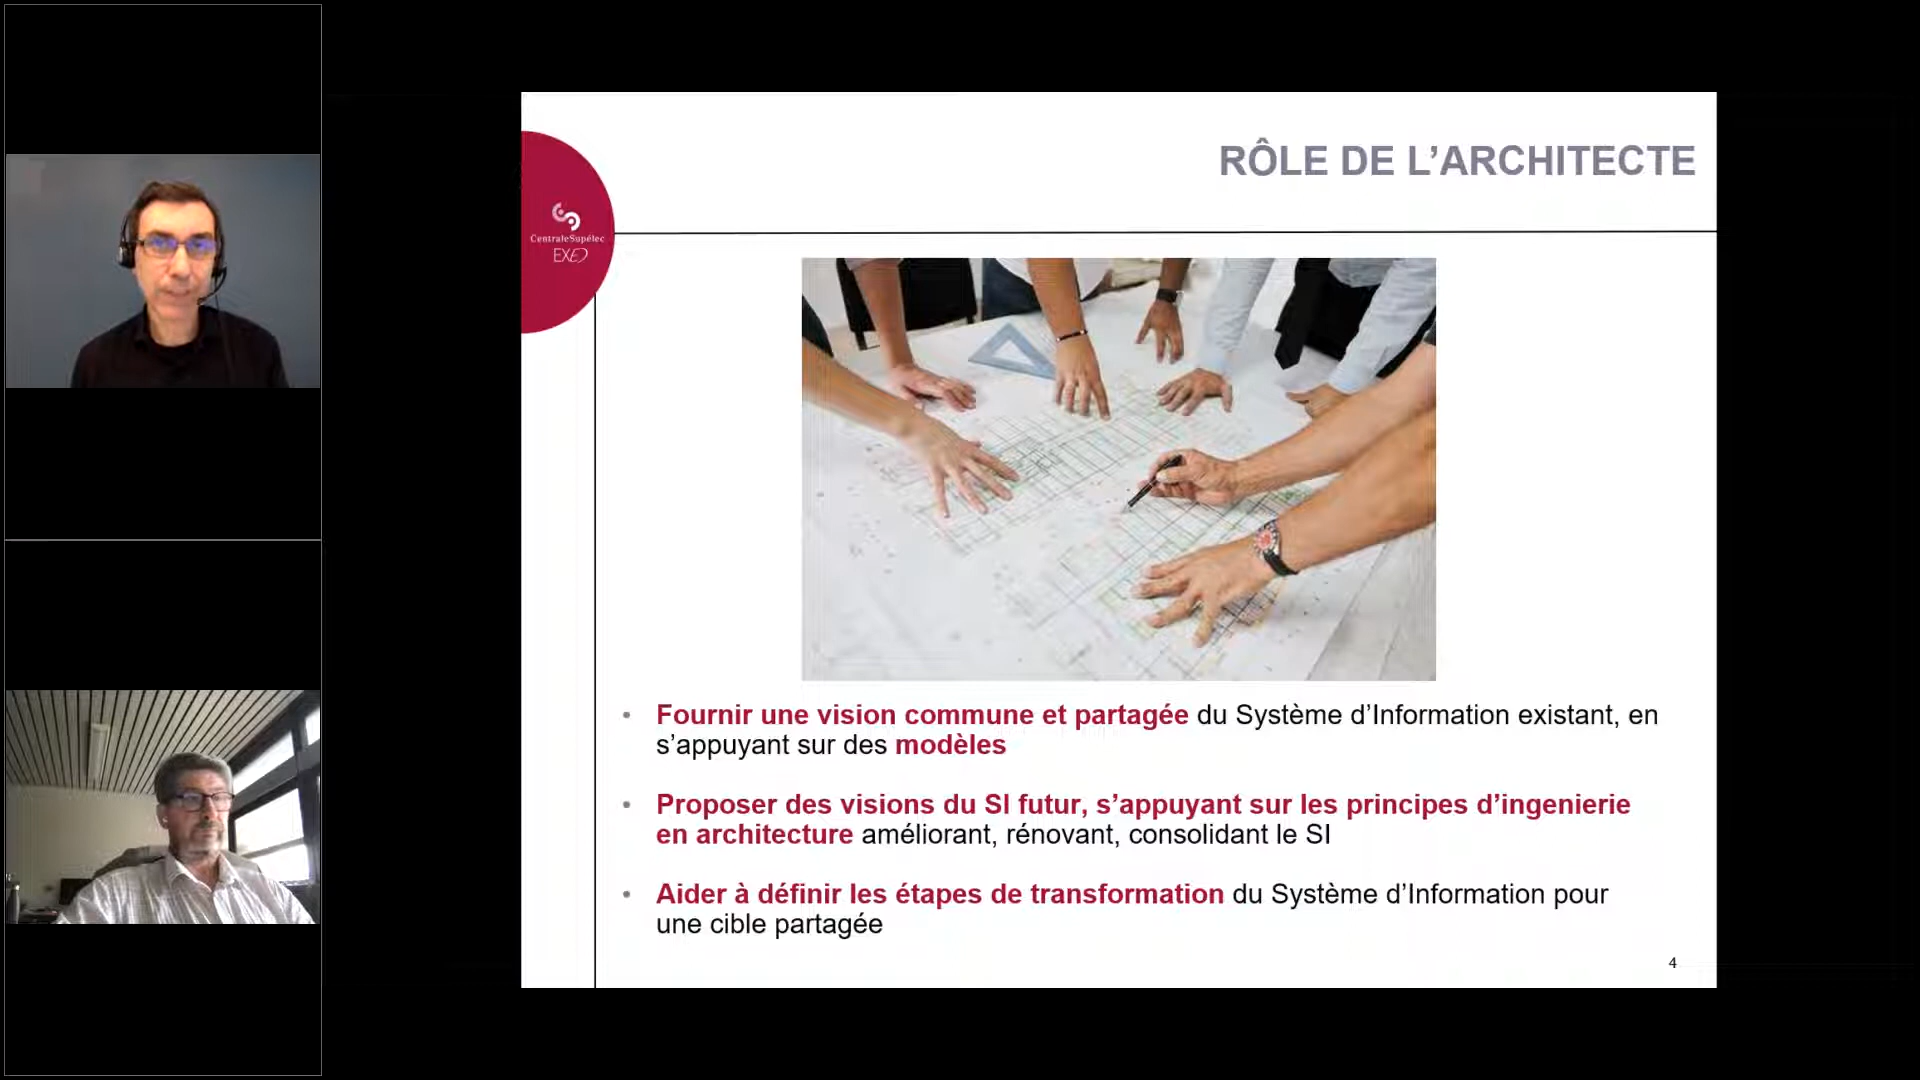 RÔLE DE L’ARCHITECTE
CentraleSupélec
EXED
• Fournir une vision commune et partagée du Système d’Information existant, en
s’appuyant sur des modèles
• Proposer des visions du SI futur, s’appuyant sur les principes d’ingenierie
en architecture améliorant, rénovant, consolidant le SI
• Aider à définir les étapes de transformation du Système d’Information pour
une cible partagée
4